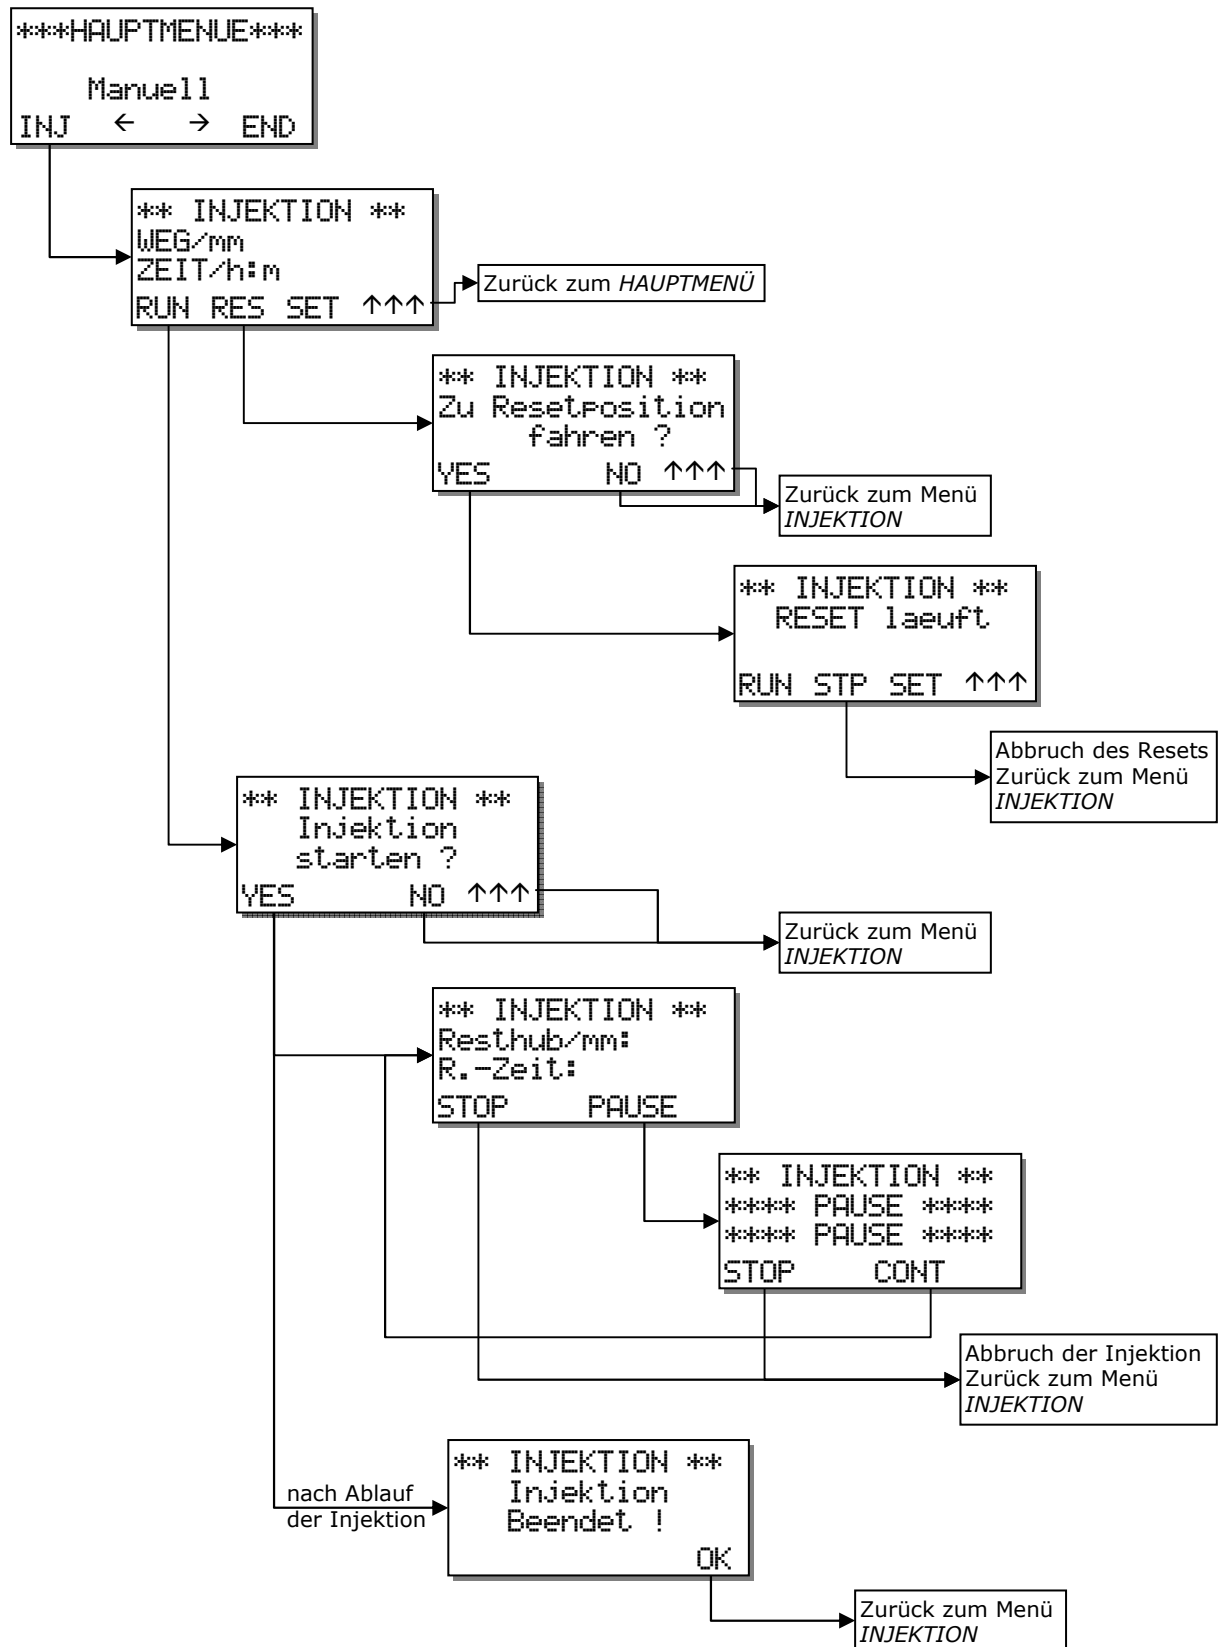 ***HAUPTMENUE***
Manuell
INJ ← → END
** INJEKTION **
WEG/mm
ZEIT/h:m
RUN RES SET ↑↑↑
Zurück zum HAUPTMENÜ
** INJEKTION **
Zu Resetposition
fahren ?
YES NO ↑↑↑
Zurück zum Menü
INJEKTION
** INJEKTION **
RESET laeuft
RUN STP SET ↑↑↑
Abbruch des Resets
Zurück zum Menü
INJEKTION
** INJEKTION **
Injektion
starten ?
YES NO ↑↑↑
Zurück zum Menü
INJEKTION
** INJEKTION **
Resthub/mm:
R.-Zeit:
STOP PAUSE
** INJEKTION **
**** PAUSE ****
**** PAUSE ****
STOP CONT
Abbruch der Injektion
Zurück zum Menü
INJEKTION
nach Ablauf
der Injektion
** INJEKTION **
Injektion
Beendet !
OK
Zurück zum Menü
INJEKTION